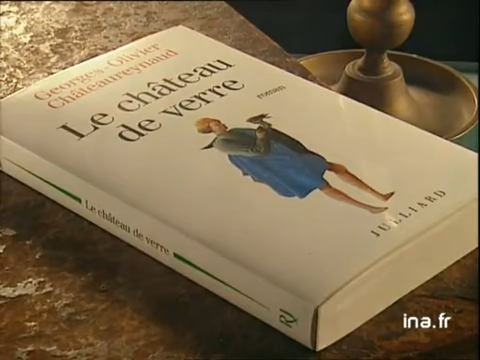 Georges-Olivier
Châteaureynaud
Le château
de verre
roman
JULLIARD
Le château de verre
ina.fr